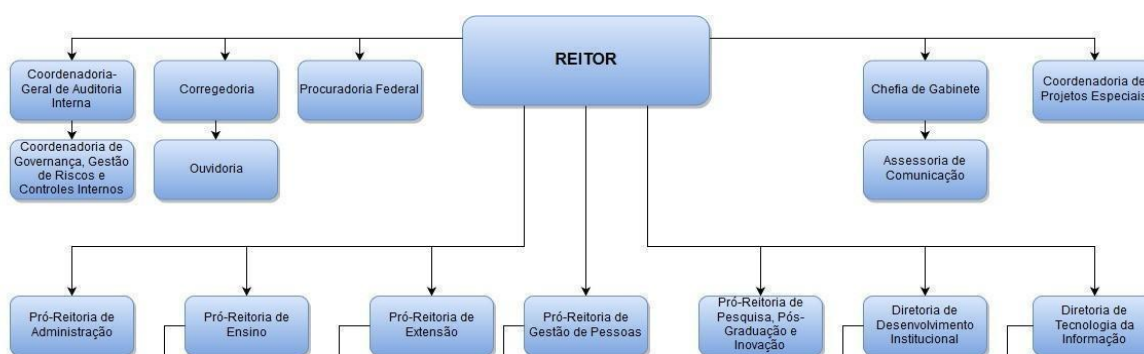 REITOR
Coordenadoria-
Geral de Auditoria
Interna
Corregedoria
Procuradoria Federal
Chefia de Gabinete
Coordenadoria de
Projetos Especiais
Coordenadoria de
Governança, Gestão
de Riscos e
Controles Internos
Ouvidoria
Assessoria de
Comunicação
Pró-Reitoria de
Administração
Pró-Reitoria de
Ensino
Pró-Reitoria de
Extensão
Pró-Reitoria de
Gestão de Pessoas
Pró-Reitoria de
Pesquisa, Pós-
Graduação e
Inovação
Diretoria de
Desenvolvimento
Institucional
Diretoria de
Tecnologia da
Informação